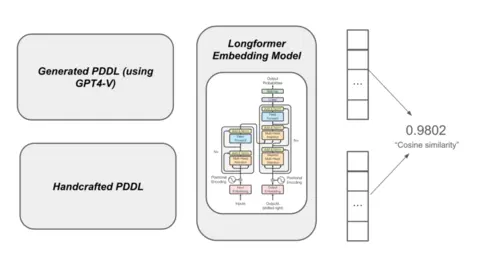 Generated PDDL (using
GPT4-V)
Handcrafted PDDL
Longformer
Embedding Model
Output
Probabilities
Softmax
Linear
Add & Norm
Feed
Forward
Add & Norm
Multi-Head
Attention
Add & Norm
Feed
Forward
Add & Norm
Multi-Head
Attention
Add & Norm
Masked
Multi-Head
Attention
Nx
Nx
Positional
Encoding
Positional
Encoding
Input
Embedding
Output
Embedding
Inputs
Outputs
(shifted right)
...
...
0.9802
“Cosine similarity”